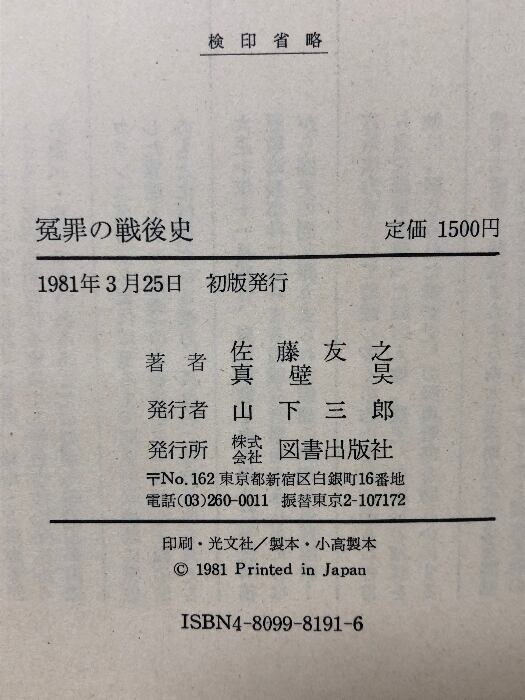 検印省略
冤罪の戦後史 定価 1500円
1981年3月25日 初版発行
著者 佐藤友之
真壁昊
発行者 山下三郎
発行所 株式会社 図書出版社
〒No.162 東京都新宿区白銀町16番地
電話(03)260-0011 振替東京2-107172
印刷・光文社/製本・小高製本
© 1981 Printed in Japan
ISBN4-8099-8191-6